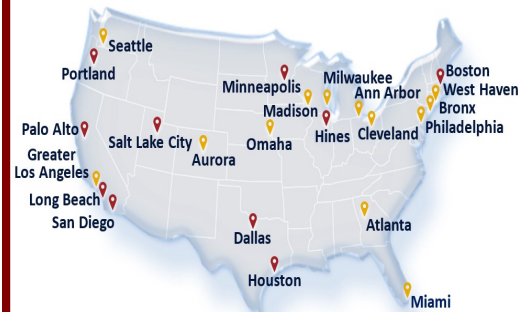 Seattle
Portland
Minneapolis
Milwaukee
Boston
Ann Arbor
West Haven
Madison
Bronx
Palo Alto
Salt Lake City
Omaha
Hines
Cleveland
Philadelphia
Aurora
Greater
Los Angeles
Long Beach
San Diego
Atlanta
Dallas
Houston
Miami